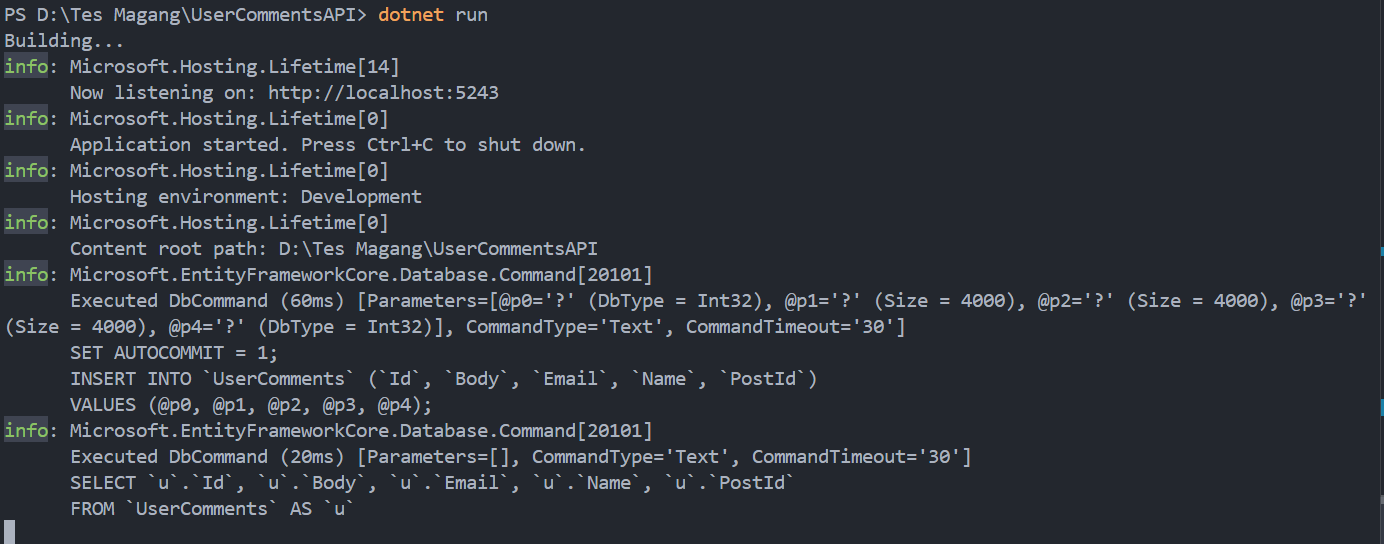 PS D:\Tes Magang\UserCommentsAPI> dotnet run
Building...
info: Microsoft.Hosting.Lifetime[14]
      Now listening on: http://localhost:5243
info: Microsoft.Hosting.Lifetime[0]
      Application started. Press Ctrl+C to shut down.
info: Microsoft.Hosting.Lifetime[0]
      Hosting environment: Development
info: Microsoft.Hosting.Lifetime[0]
      Content root path: D:\Tes Magang\UserCommentsAPI
info: Microsoft.EntityFrameworkCore.Database.Command[20101]
      Executed DbCommand (60ms) [Parameters=[@p0='?' (DbType = Int32), @p1='?' (Size = 4000), @p2='?' (Size = 4000), @p3='?'
(Size = 4000), @p4='?' (DbType = Int32)], CommandType='Text', CommandTimeout='30']
      SET AUTOCOMMIT = 1;
      INSERT INTO `UserComments` (`Id`, `Body`, `Email`, `Name`, `PostId`)
      VALUES (@p0, @p1, @p2, @p3, @p4);
info: Microsoft.EntityFrameworkCore.Database.Command[20101]
      Executed DbCommand (20ms) [Parameters=[], CommandType='Text', CommandTimeout='30']
      SELECT `u`.`Id`, `u`.`Body`, `u`.`Email`, `u`.`Name`, `u`.`PostId`
      FROM `UserComments` AS `u`